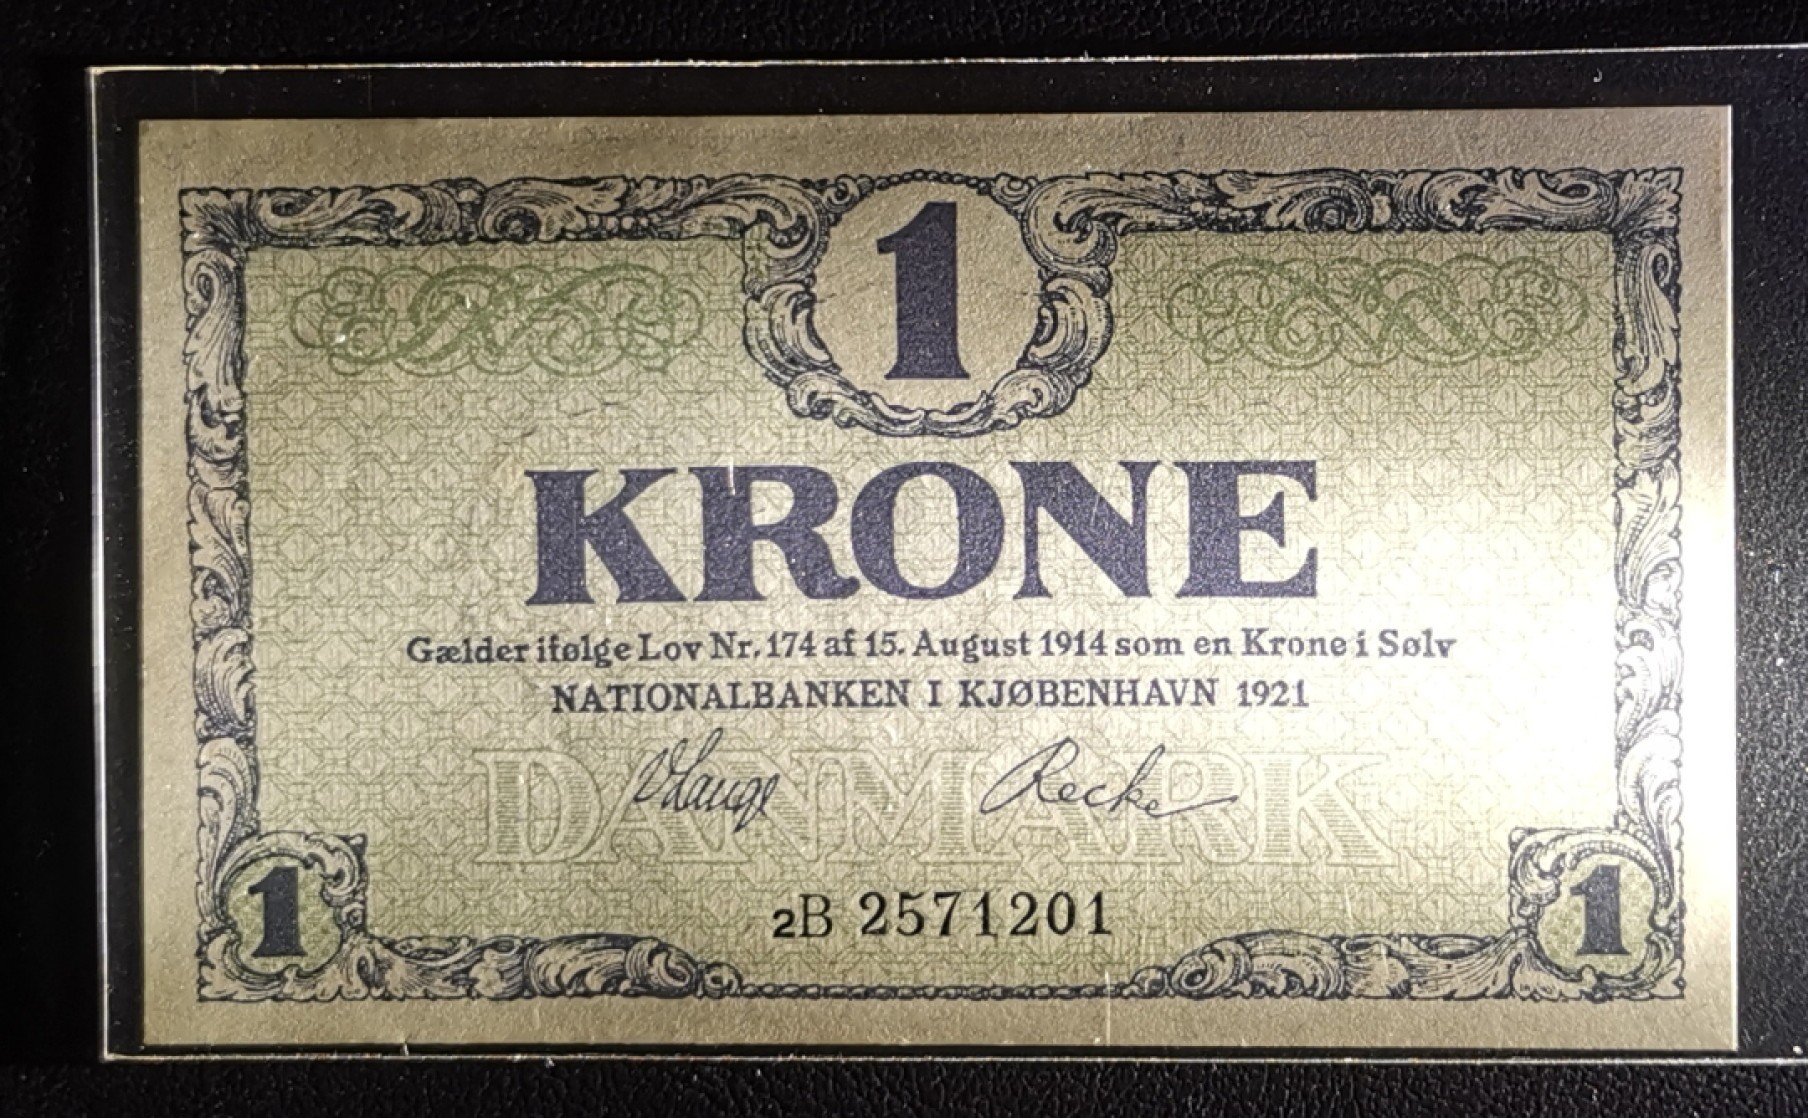 1
KRONE
Gælder ifølge Lov Nr. 174 af 15. August 1914 som en Krone i Sølv
NATIONALBANKEN I KJØBENHAVN 1921
DANMARK
VLange Recke
1 1
2B 2571201